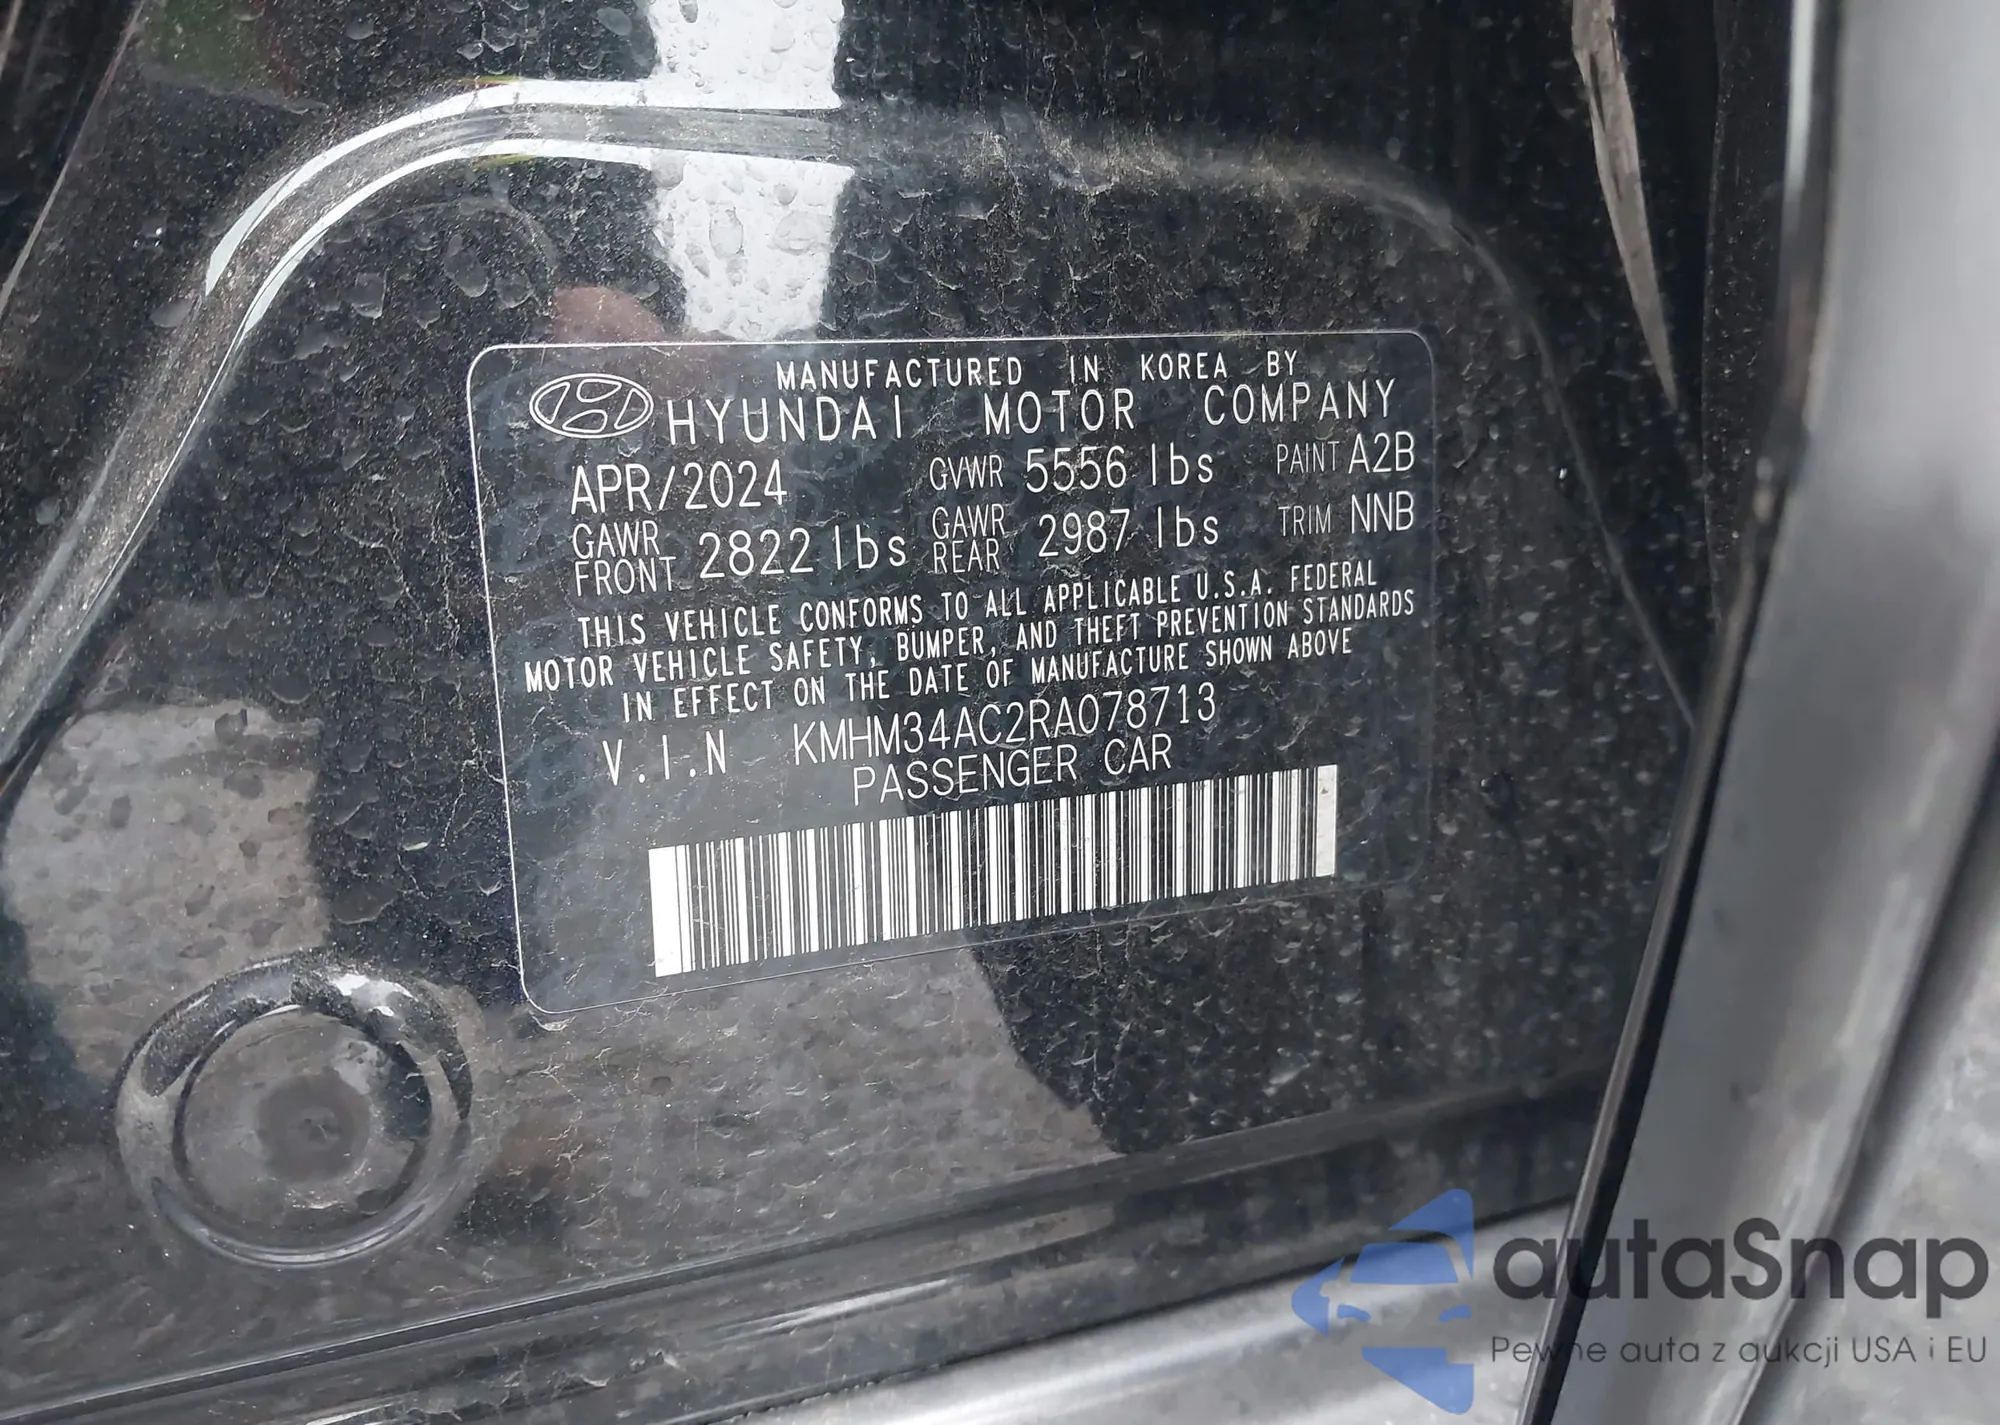 MANUFACTURED IN KOREA BY
HYUNDAI MOTOR COMPANY
APR/2024 GVWR 5556 lbs PAINT A2B
GAWR FRONT 2822 lbs GAWR REAR 2987 lbs TRIM NNB
THIS VEHICLE CONFORMS TO ALL APPLICABLE U.S.A. FEDERAL
MOTOR VEHICLE SAFETY, BUMPER, AND THEFT PREVENTION STANDARDS
IN EFFECT ON THE DATE OF MANUFACTURE SHOWN ABOVE
V.I.N KMHM34AC2RA078713
PASSENGER CAR
autaSnap
Pewne auta z aukcji USA i EU